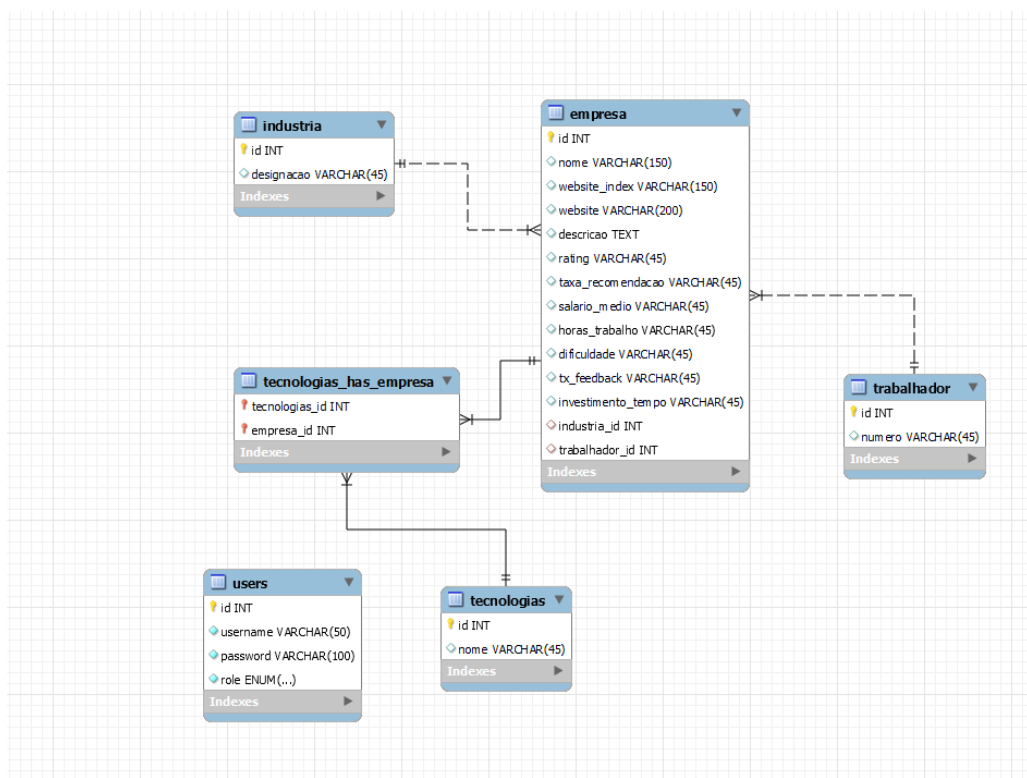 industria
id INT
designacao VARCHAR(45)
Indexes
empresa
id INT
nome VARCHAR(150)
website_index VARCHAR(150)
website VARCHAR(200)
descricao TEXT
rating VARCHAR(45)
taxa_recomendacao VARCHAR(45)
salario_medio VARCHAR(45)
horas_trabalho VARCHAR(45)
dificuldade VARCHAR(45)
tx_feedback VARCHAR(45)
investimento_tempo VARCHAR(45)
industria_id INT
trabalhador_id INT
Indexes
tecnologias_has_empresa
tecnologias_id INT
empresa_id INT
Indexes
trabalhador
id INT
numero VARCHAR(45)
Indexes
users
id INT
username VARCHAR(50)
password VARCHAR(100)
role ENUM(...)
Indexes
tecnologias
id INT
nome VARCHAR(45)
Indexes